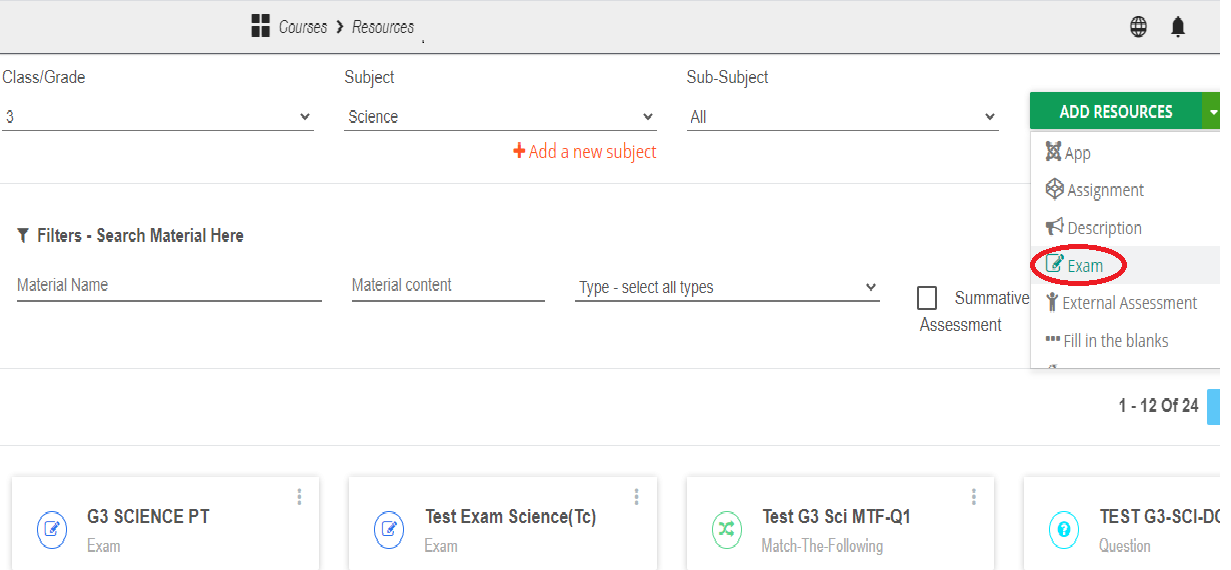 Courses > Resources
Class/Grade
Subject
Sub-Subject
3
Science
All
ADD RESOURCES
+ Add a new subject
App
Assignment
Description
Exam
External Assessment
Fill in the blanks
Filters - Search Material Here
Material Name
Material content
Type - select all types
Summative
Assessment
1 - 12 Of 24
G3 SCIENCE PT
Exam
Test Exam Science(Tc)
Exam
Test G3 Sci MTF-Q1
Match-The-Following
TEST G3-SCI-DC
Question